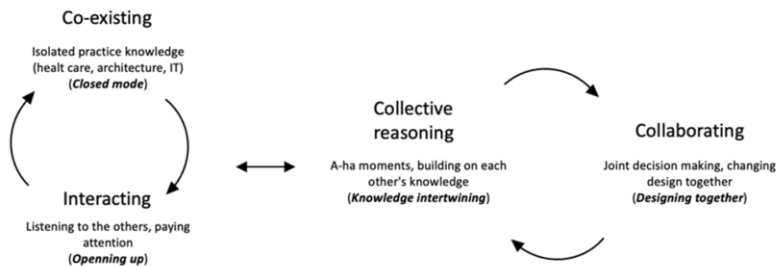 Co-existing
Isolated practice knowledge
(healt care, architecture, IT)
(Closed mode)
Interacting
Listening to the others, paying
attention
(Openning up)
Collective
reasoning
A-ha moments, building on each
other's knowledge
(Knowledge intertwining)
Collaborating
Joint decision making, changing
design together
(Designing together)